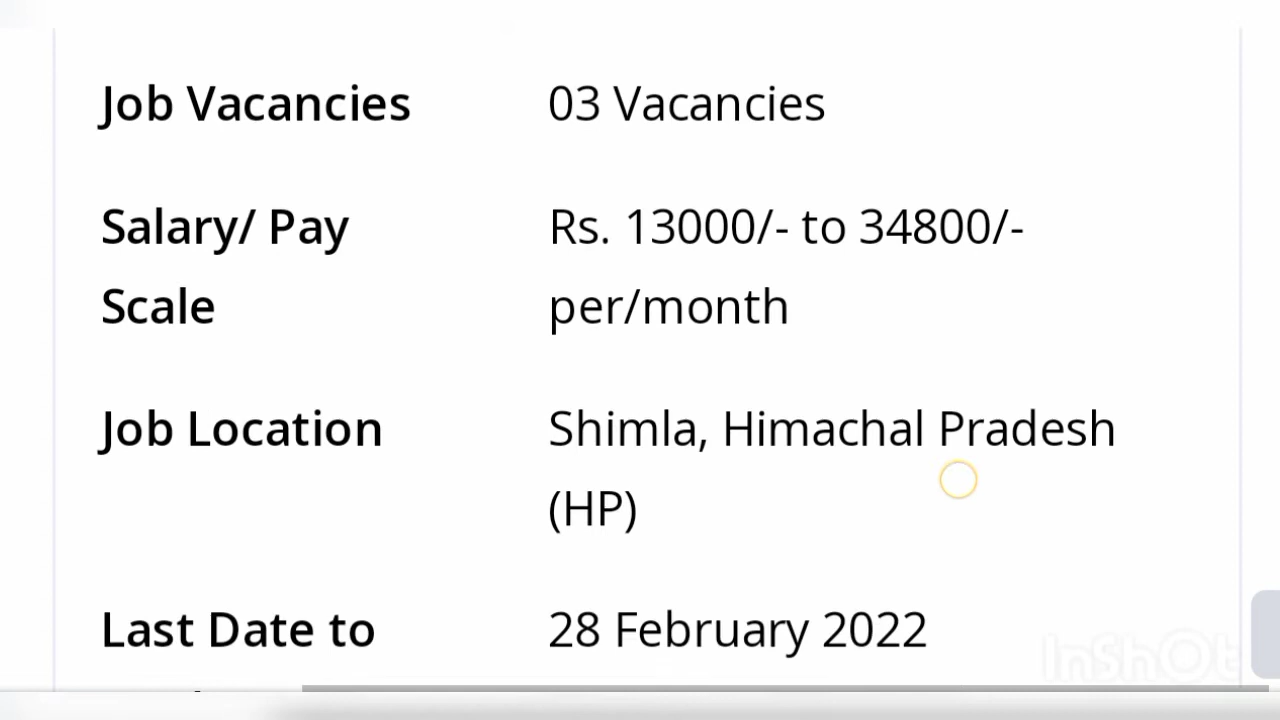 Job Vacancies 03 Vacancies
Salary/ Pay Rs. 13000/- to 34800/-
Scale per/month
Job Location Shimla, Himachal Pradesh
(HP)
Last Date to 28 February 2022
InShOt